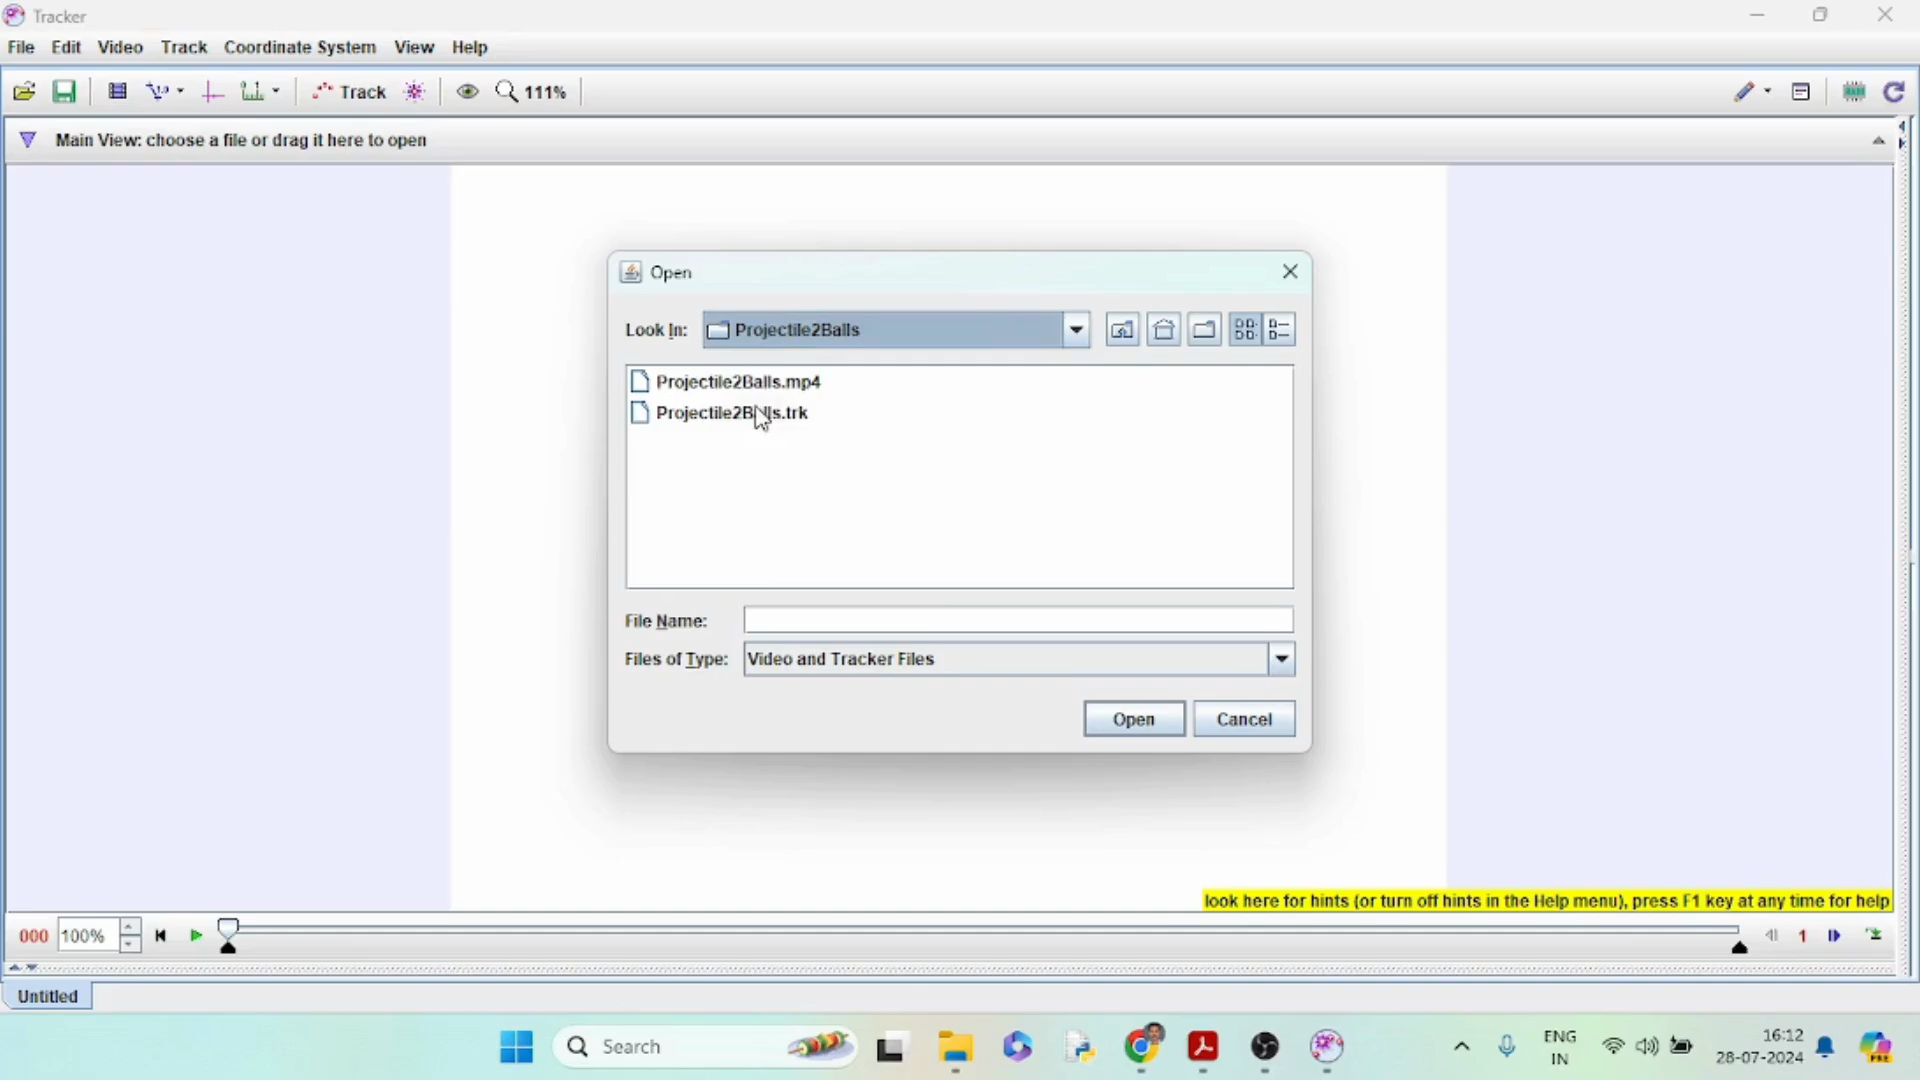 Tracker
File Edit Video Track Coordinate System View Help
Track 111%
Main View: choose a file or drag it here to open
Open
Look In: Projectile2Balls
Projectile2Balls.mp4
Projectile2Balls.trk
File Name:
Files of Type: Video and Tracker Files
Open Cancel
look here for hints (or turn off hints in the Help menu), press F1 key at any time for help
000 100% 1
Untitled
Search
ENG
IN
16:12
28-07-2024
PRE